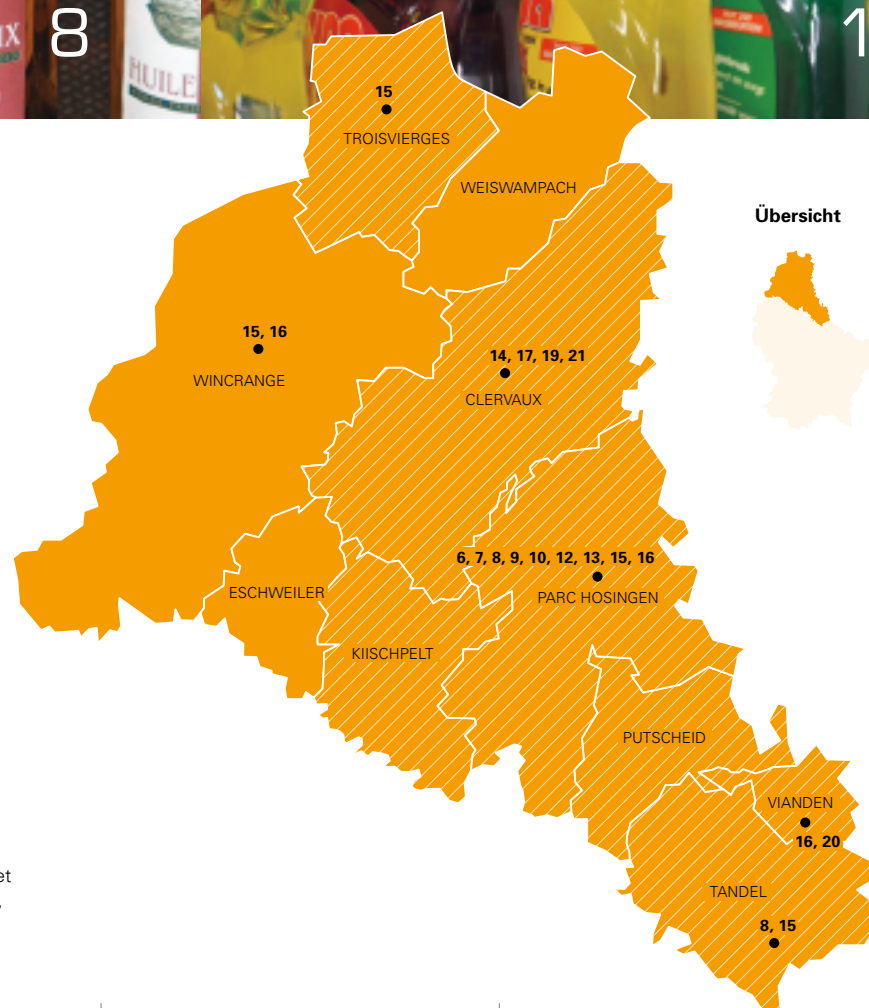 8
1
HUILE
15
TROISVIERGES
WEISWAMPACH
Übersicht
15, 16
WINCRANGE
14, 17, 19, 21
CLERVAUX
6, 7, 8, 9, 10, 12, 13, 15, 16
PARC HOSINGEN
ESCHWEILER
KIISCHPELT
PUTSCHEID
VIANDEN
16, 20
TANDEL
8, 15
et